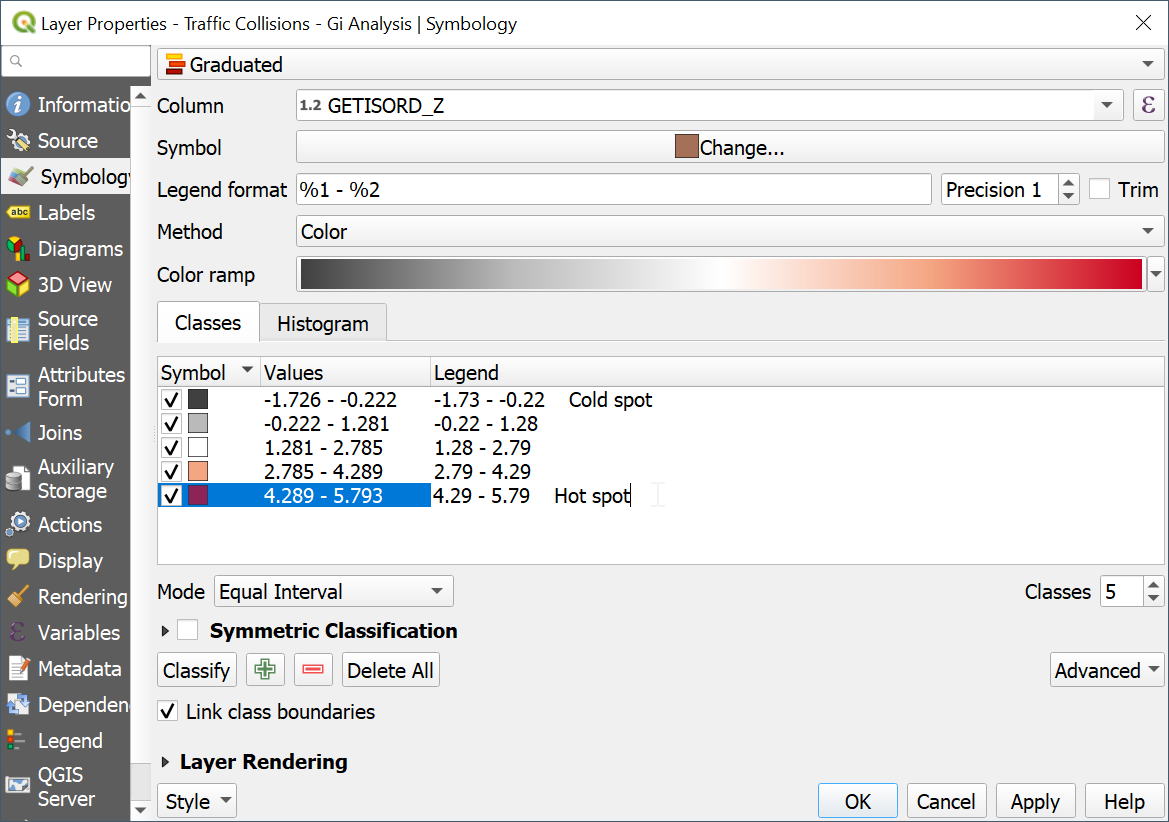 Layer Properties - Traffic Collisions - Gi Analysis | Symbology
Graduated
Informatio
Source
Symbology
abc Labels
Diagrams
3D View
Source
Fields
Attributes
Form
Joins
Auxiliary
Storage
Actions
Display
Rendering
Variables
Metadata
Dependen
Legend
QGIS
Server
Column 1.2 GETISORD_Z ε
Symbol Change...
Legend format %1 - %2 Precision 1 Trim
Method Color
Color ramp
Classes Histogram
Symbol Values Legend
-1.726 - -0.222 -1.73 - -0.22 Cold spot
-0.222 - 1.281 -0.22 - 1.28
1.281 - 2.785 1.28 - 2.79
2.785 - 4.289 2.79 - 4.29
4.289 - 5.793 4.29 - 5.79 Hot spot
Mode Equal Interval Classes 5
Symmetric Classification
Classify Delete All Advanced
Link class boundaries
Layer Rendering
Style OK Cancel Apply Help